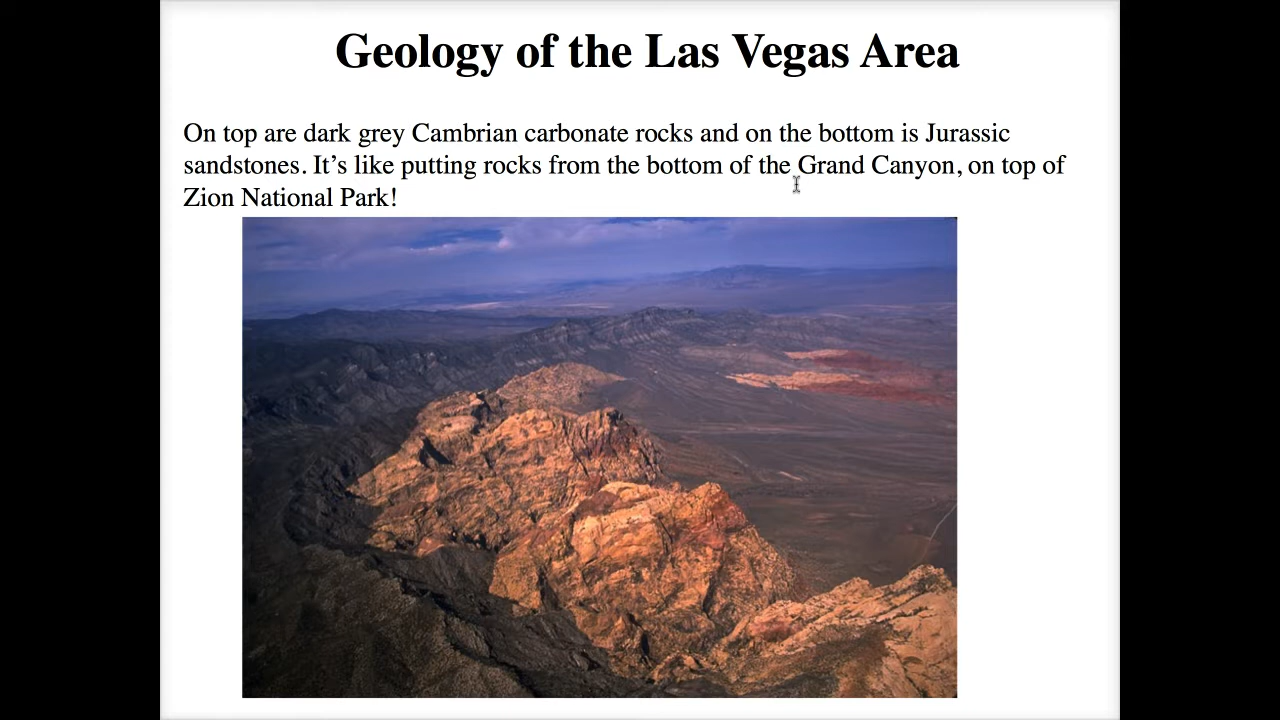 Geology of the Las Vegas Area
On top are dark grey Cambrian carbonate rocks and on the bottom is Jurassic
sandstones. It’s like putting rocks from the bottom of the Grand Canyon, on top of
Zion National Park!